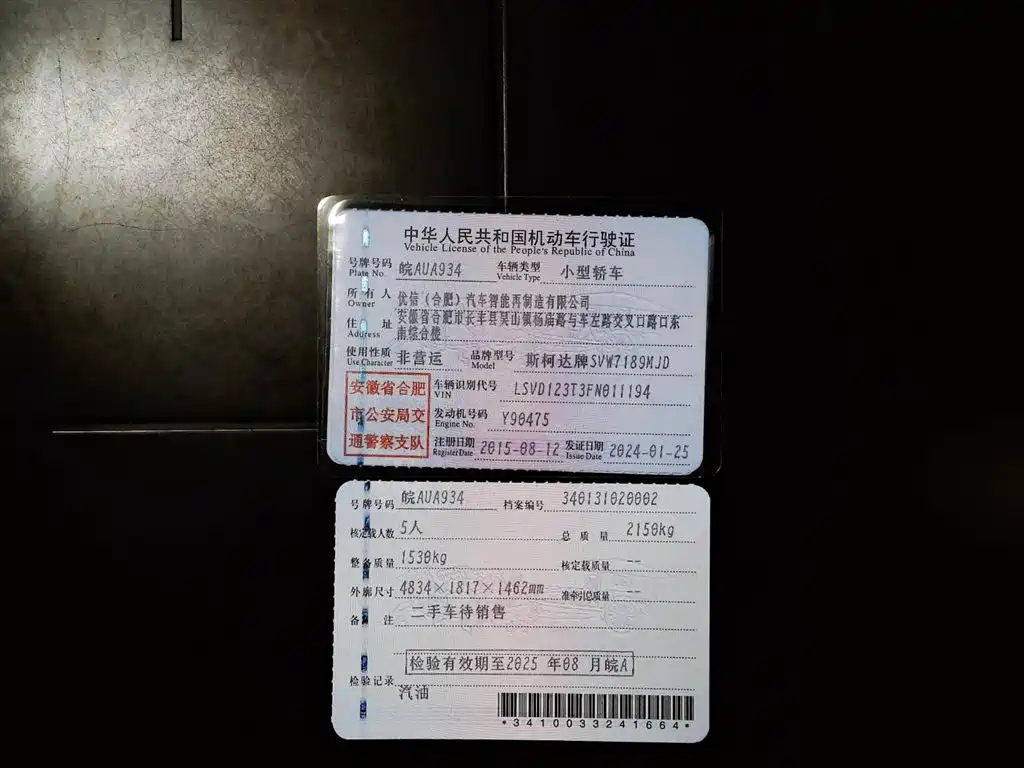 中华人民共和国机动车行驶证
Vehicle License of the People's Republic of China
号牌号码 皖AUA934 车辆类型 小型轿车
Plate No. Vehicle Type
所有人 优信（合肥）汽车智能再制造有限公司
Owner
住址 安徽省合肥市长丰县吴山镇杨庙路与车左路交叉口路口东
Address 南综合楼
使用性质 非营运 品牌型号 斯柯达牌SVW7189MJD
Use Character Model
安徽省合肥
市公安局交
通警察支队
车辆识别代号 LSVD123T3FN011194
VIN
发动机号码 Y90475
Engine No.
注册日期 2015-08-12 发证日期 2024-01-25
Register Date Issue Date
号牌号码 皖AUA934 档案编号 340131020002
核定载人数 5人 总质量 2150kg
整备质量 1530kg 核定载质量 --
外廓尺寸 4834×1817×1462mm 准牵引总质量 --
备注 二手车待销售
检验有效期至2025 年08 月皖A
检验记录
汽油
*3410033241664*